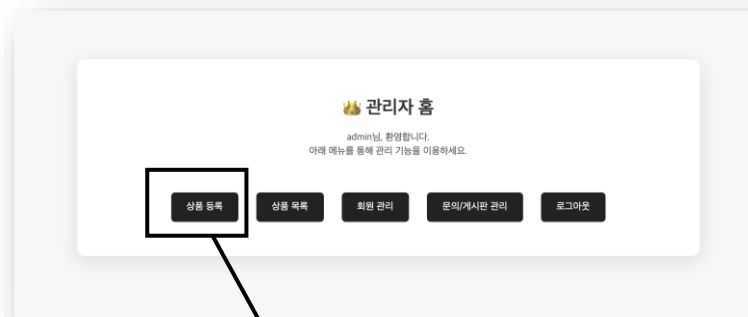 👑 관리자 홈
admin님, 환영합니다.
아래 메뉴를 통해 관리 기능을 이용하세요.
상품 등록 상품 목록 회원 관리 문의/게시판 관리 로그아웃